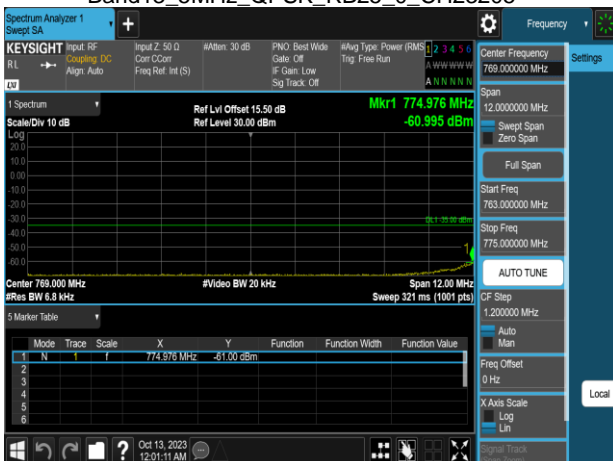 Spectrum Analyzer 1
Swept SA
Frequency
KEYSIGHT
Input: RF
Input Z: 50 Ω
#Atten: 30 dB
PNO: Best Wide
#Avg Type: Power (RMS
1 2 3 4 5 6
RL
Coupling: DC
Corr CCorr
Gate: Off
Trig: Free Run
A W W W W W
Align: Auto
Freq Ref: Int (S)
IF Gain: Low
Sig Track: Off
A N N N N N
LXI
Center Frequency
769.000000 MHz
Settings
Span
12.0000000 MHz
Swept Span
Zero Span
Full Span
Start Freq
763.000000 MHz
Stop Freq
775.000000 MHz
AUTO TUNE
CF Step
1.200000 MHz
Auto
Man
Freq Offset
0 Hz
X Axis Scale
Log
Lin
Signal Track
Local
1 Spectrum
Scale/Div 10 dB
Ref Lvl Offset 15.50 dB
Ref Level 30.00 dBm
Mkr1 774.976 MHz
-60.995 dBm
Log
20.0
10.0
0.00
-10.0
-20.0
-30.0
DL1 -35.00 dBm
-40.0
-50.0
1
-60.0
Center 769.000 MHz
#Video BW 20 kHz
Span 12.00 MHz
#Res BW 6.8 kHz
Sweep 321 ms (1001 pts)
5 Marker Table
Mode Trace Scale X Y Function Function Width Function Value
1 N 1 f 774.976 MHz -61.00 dBm
2
3
4
5
6
?
Oct 13, 2023
12:01:11 AM